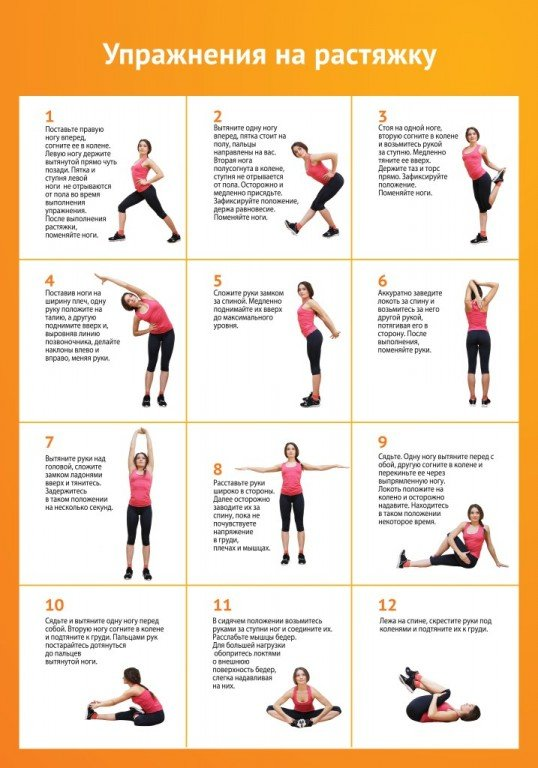 Упражнения на растяжку
1
Поставьте правую
ногу вперед,
согните ее в колене.
Левую ногу держите
вытянутой прямо чуть
позади. Пятка и
ступня левой
ноги не отрываются
от пола во время
выполнения
упражнения.
После выполнения
растяжки,
поменяйте ноги.
2
Вытяните одну ногу
вперед, пятка стоит на
полу, пальцы
направлены на вас.
Вторая нога
полусогнута в колене,
ступня не отрывается
от пола. Осторожно и
медленно присядьте.
Зафиксируйте положение,
держа равновесие.
Поменяйте ноги.
3
Стоя на одной ноге,
вторую согните в колене
и возьмитесь рукой
за ступню. Медленно
тяните ее вверх.
Держите таз и торс
прямо. Зафиксируйте
положение.
Поменяйте ноги.
4
Поставив ноги на
ширину плеч, одну
руку положите на
талию, а другую
поднимите вверх и,
выровняв линию
позвоночника, делайте
наклоны влево и
вправо, меняя руки.
5
Сложите руки замком
за спиной. Медленно
поднимайте их вверх
до максимального
уровня.
6
Аккуратно заведите
локоть за спину и
возьмитесь за него
другой рукой,
потягивая его в
сторону. После
выполнения,
поменяйте руки.
7
Вытяните руки над
головой, сложите
замком ладонями
вверх и тянитесь.
Задержитесь
в таком положении
на несколько секунд.
8
Расставьте руки
широко в стороны.
Далее осторожно
заводите их за
спину, пока не
почувствуете
напряжение
в груди,
плечах и мышцах.
9
Сядьте. Одну ногу вытяните перед с
обой, другую согните в колене и
перекиньте ее через
выпрямленную ногу.
Локоть положите на
колено и осторожно
надавите. Находитесь
в таком положении
некоторое время.
10
Сядьте и вытяните одну ногу перед
собой. Вторую ногу согните в колене
и подтяните к груди. Пальцами рук
постарайтесь дотянуться
до пальцев
вытянутой ноги.
11
В сидячем положении возьмитесь
руками за ступни ног и соедините их.
Расслабьте мышцы бедер.
Для большей нагрузки
обопритесь локтями
о внешнюю
поверхность бедер,
слегка надавливая
на них.
12
Лежа на спине, скрестите руки под
коленями и подтяните их к груди.